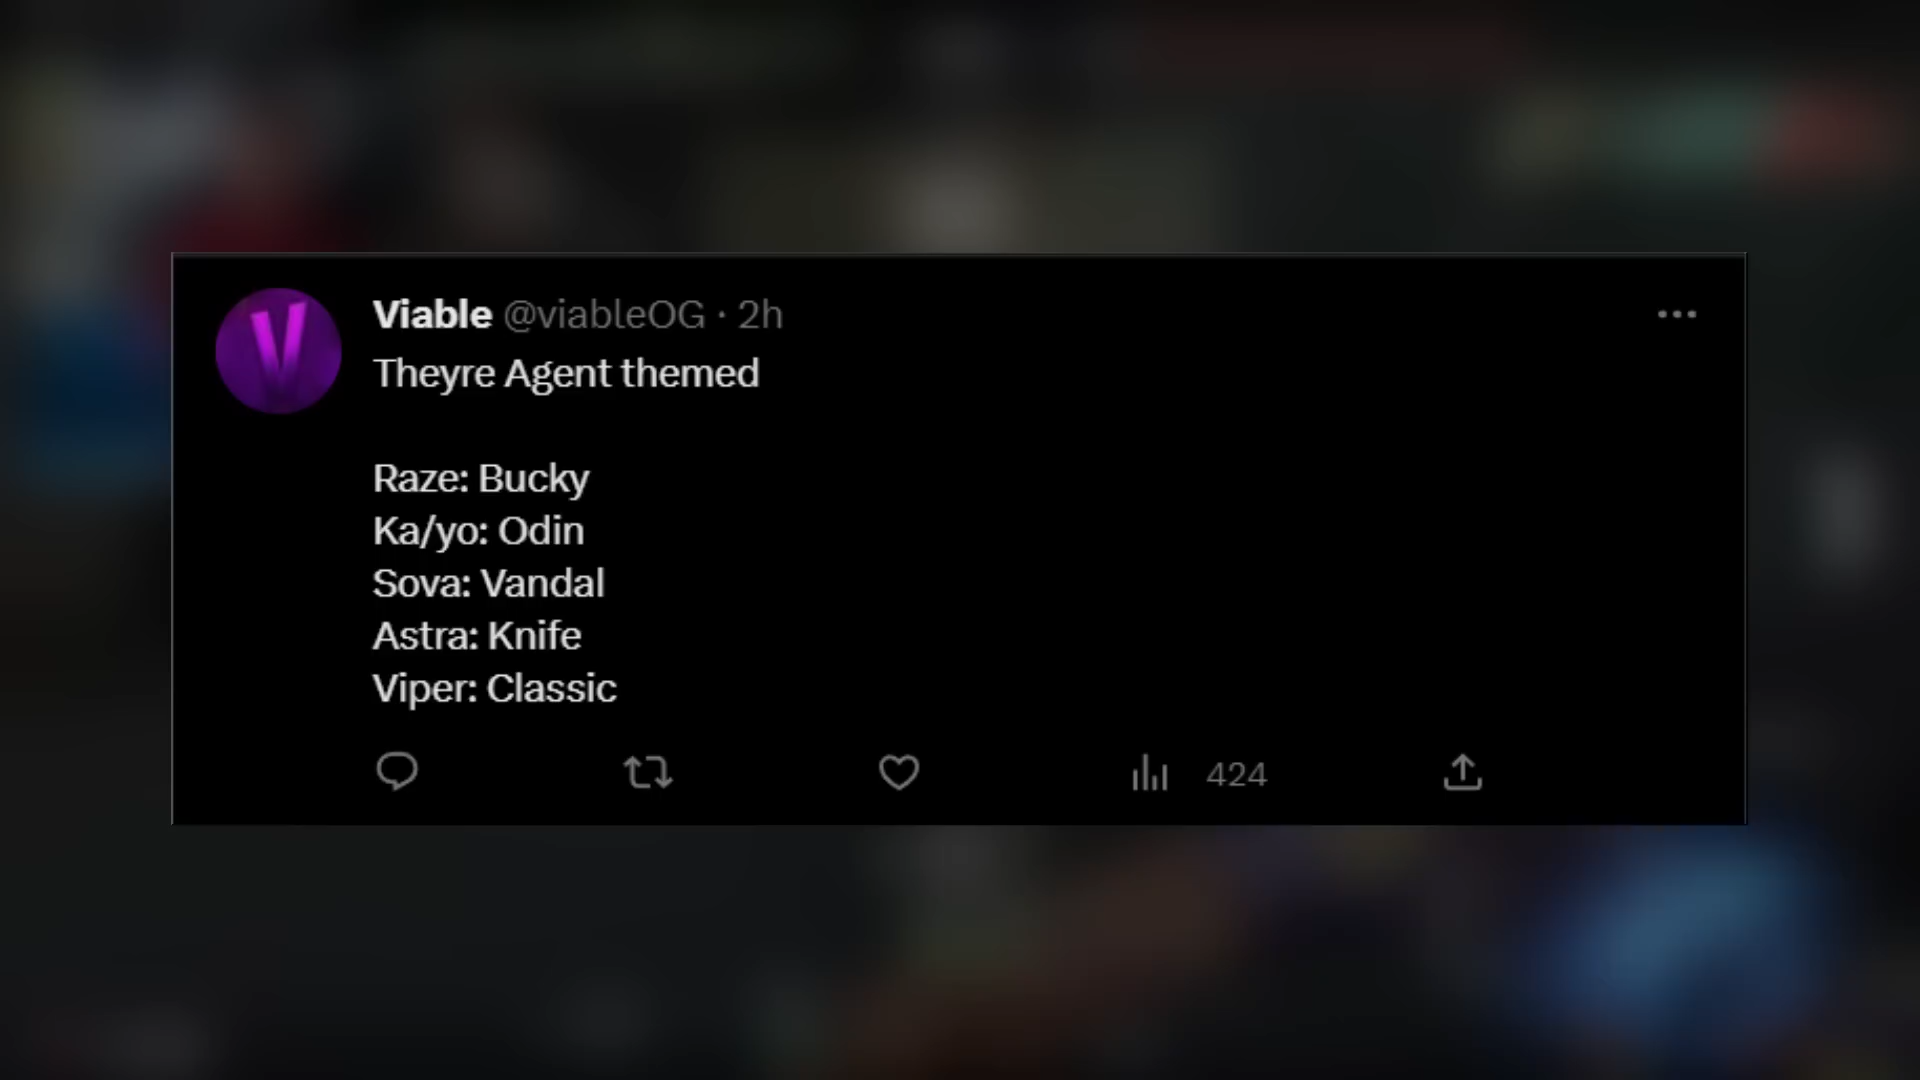 Viable @viableOG · 2h
Theyre Agent themed
Raze: Bucky
Ka/yo: Odin
Sova: Vandal
Astra: Knife
Viper: Classic
424